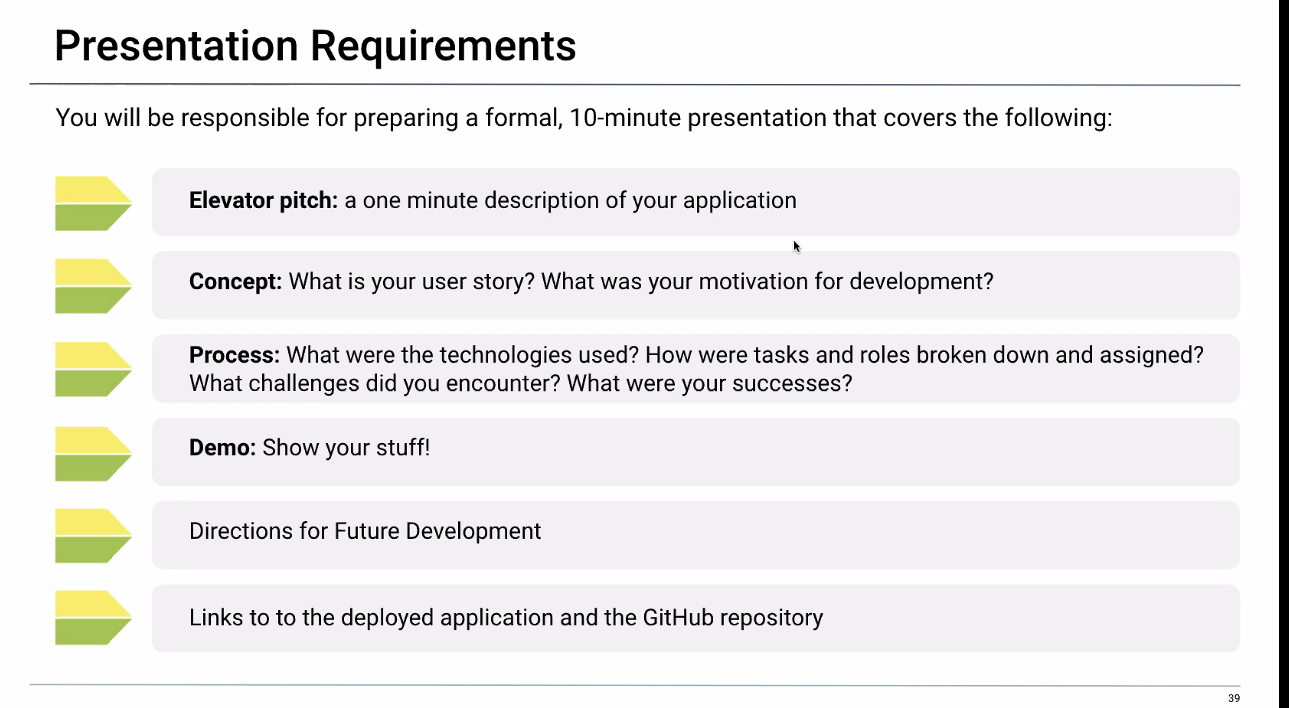 Presentation Requirements
You will be responsible for preparing a formal, 10-minute presentation that covers the following:
Elevator pitch: a one minute description of your application
Concept: What is your user story? What was your motivation for development?
Process: What were the technologies used? How were tasks and roles broken down and assigned?
What challenges did you encounter? What were your successes?
Demo: Show your stuff!
Directions for Future Development
Links to to the deployed application and the GitHub repository
39